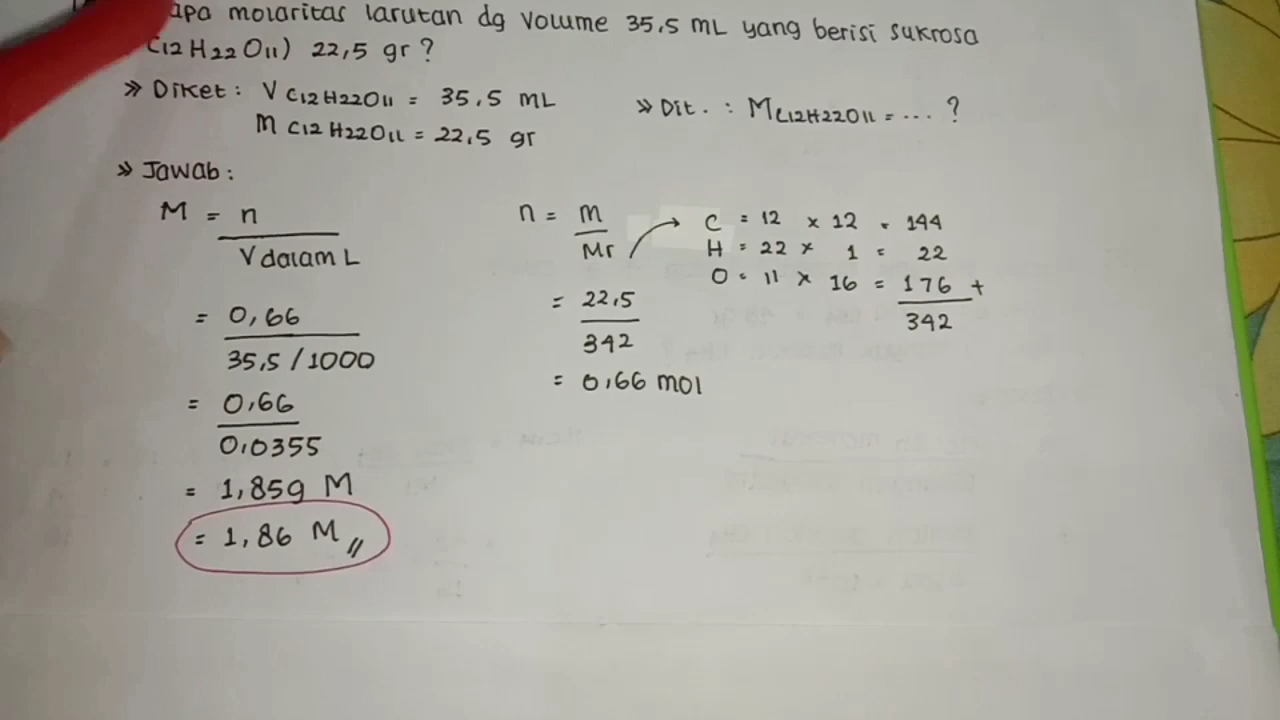 apa molaritas larutan dg volume 35,5 mL yang berisi sukrosa
C12H22O11) 22,5 gr ?
» Diket : V C12H22O11 = 35,5 mL
m C12H22O11 = 22,5 gr
» Dit. : M C12H22O11 = ... ?
» Jawab :
M = n
V dalam L
= 0,66
35,5 / 1000
= 0,66
0,0355
= 1,859 M
= 1,86 M //
n = m
Mr
= 22,5
342
= 0,66 mol
C = 12 x 12 = 144
H = 22 x 1 = 22
O = 11 x 16 = 176 +
342